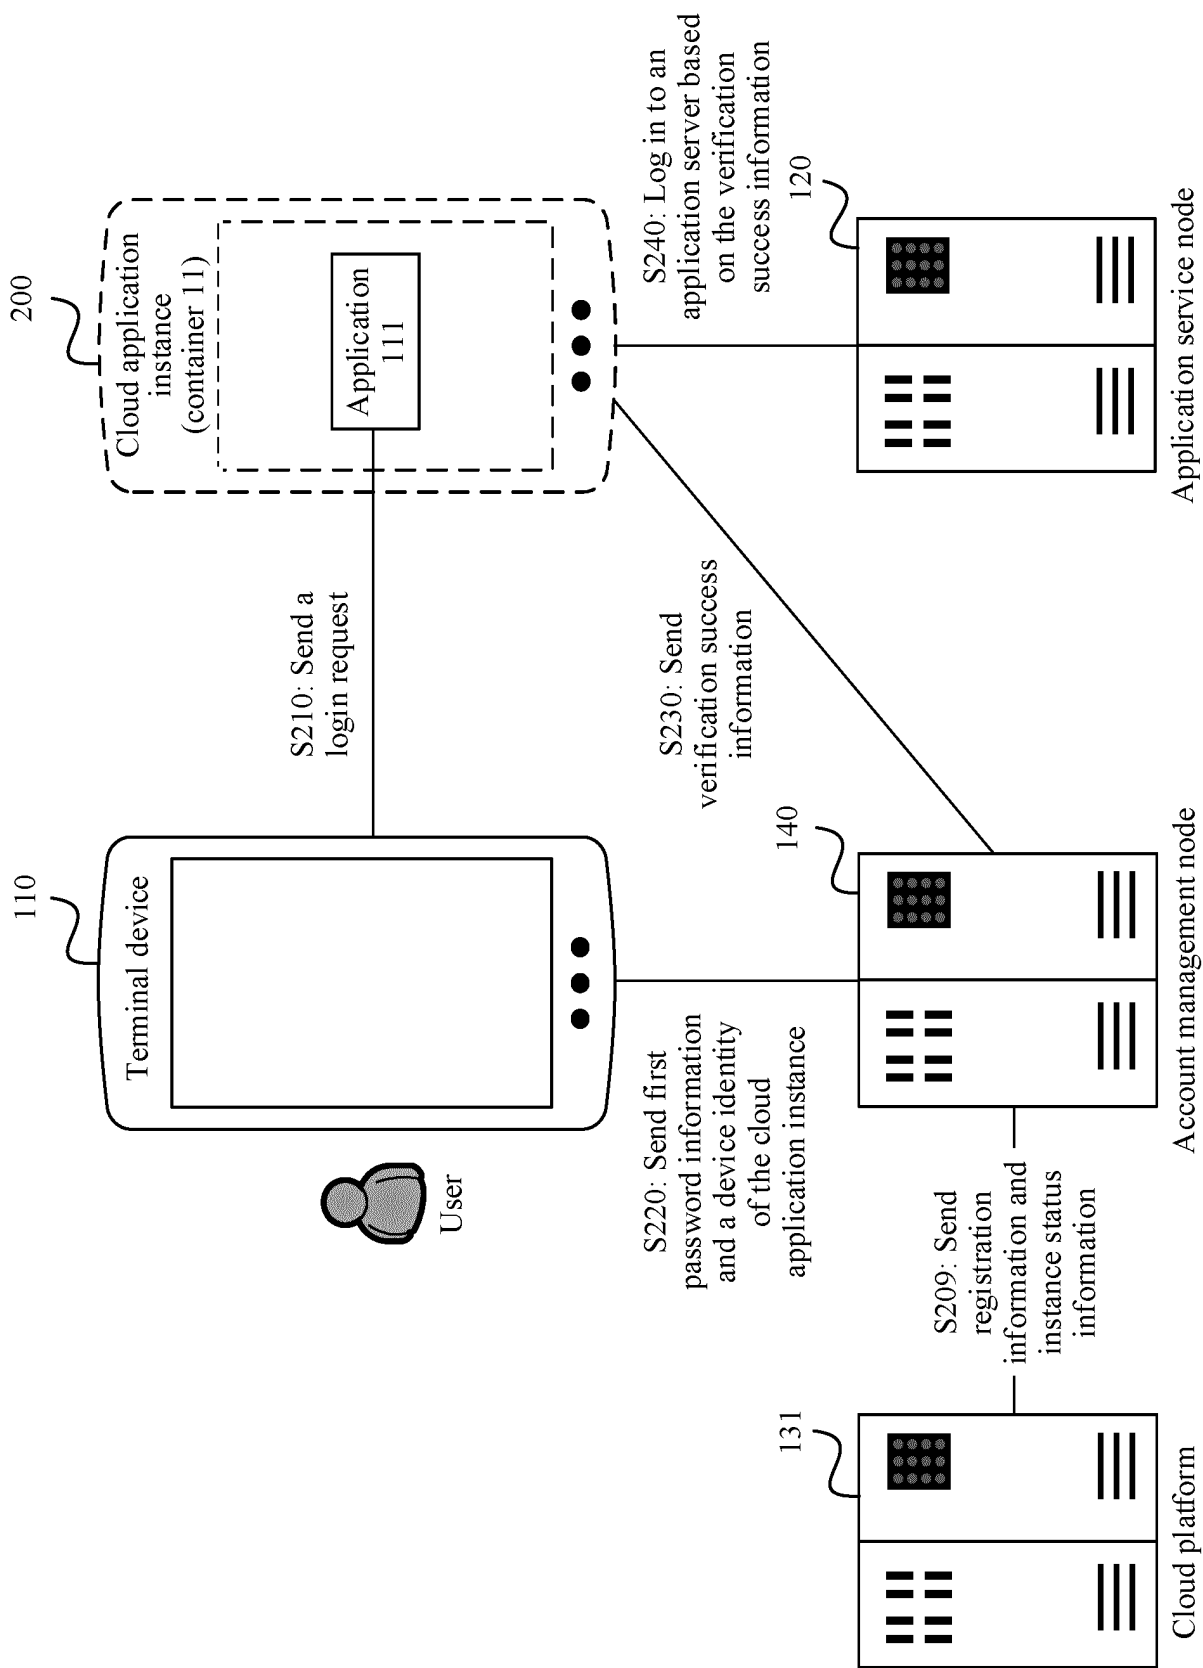 110
Terminal device
User
S210: Send a
login request
200
Cloud application
instance
(container 11)
Application
111
S220: Send first
password information
and a device identity
of the cloud
application instance
S230: Send
verification success
information
S240: Log in to an
application server based
on the verification
success information
131
Cloud platform
S209: Send
registration
information and
instance status
information
140
Account management node
120
Application service node